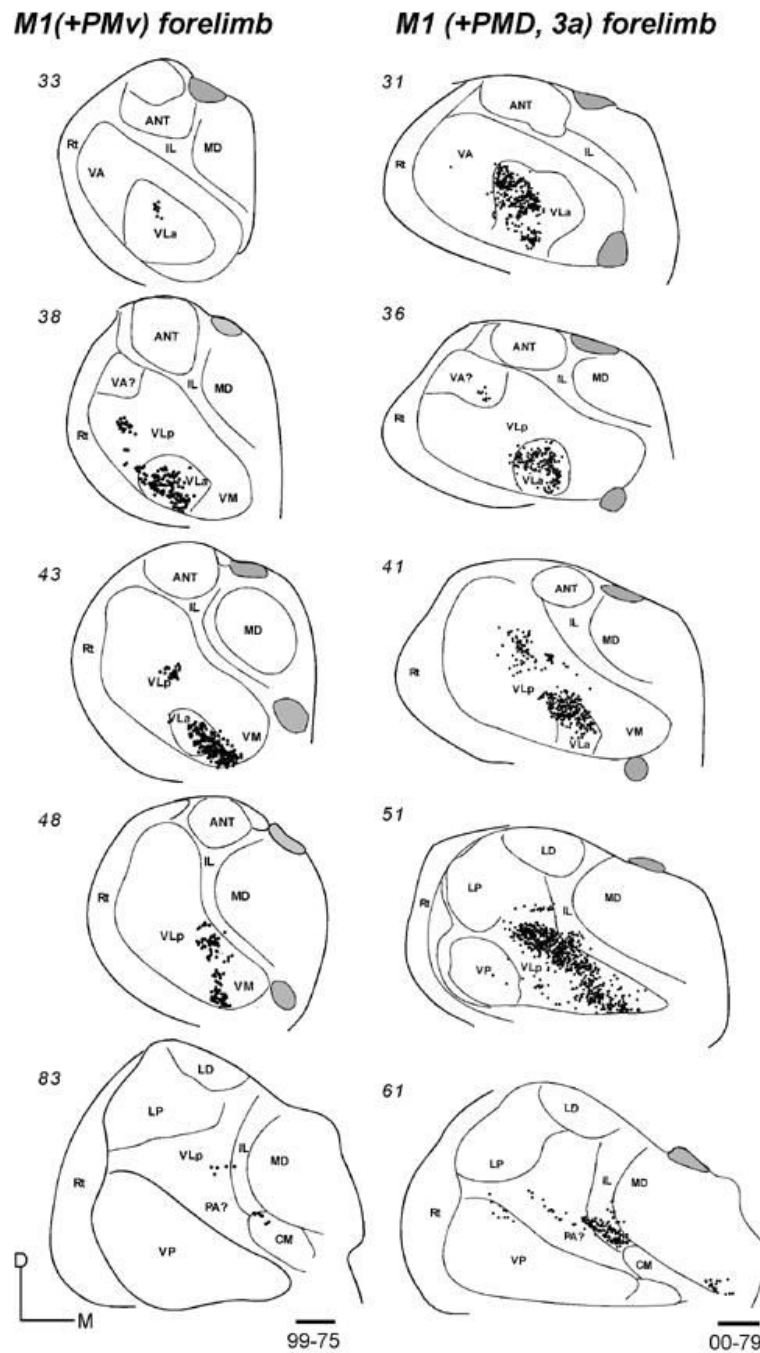 M1(+PMv) forelimb
M1 (+PMD, 3a) forelimb
33
ANT
Rt
IL
MD
VA
VLa
31
ANT
VA
IL
Rt
VLa
38
ANT
VA?
IL
MD
Rt
VLp
VLa
VM
36
ANT
VA?
IL
MD
Rt
VLp
VLa
43
ANT
IL
MD
Rt
VLp
VLa
VM
41
ANT
IL
MD
Rt
VLp
VLa
VM
48
ANT
IL
Rt
MD
VLp
VM
51
LD
LP
IL
MD
Rt
VP
VLp
83
LD
LP
VLp
IL
MD
Rt
PA?
VP
CM
61
LD
LP
IL
MD
Rt
PA?
VP
CM
D
M
99-75
00-79